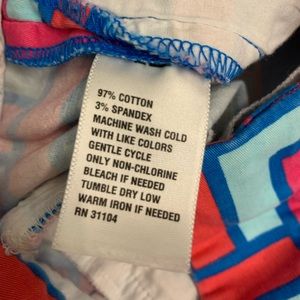 97% COTTON
3% SPANDEX
MACHINE WASH COLD
WITH LIKE COLORS
GENTLE CYCLE
ONLY NON-CHLORINE
BLEACH IF NEEDED
TUMBLE DRY LOW
WARM IRON IF NEEDED
RN 31104